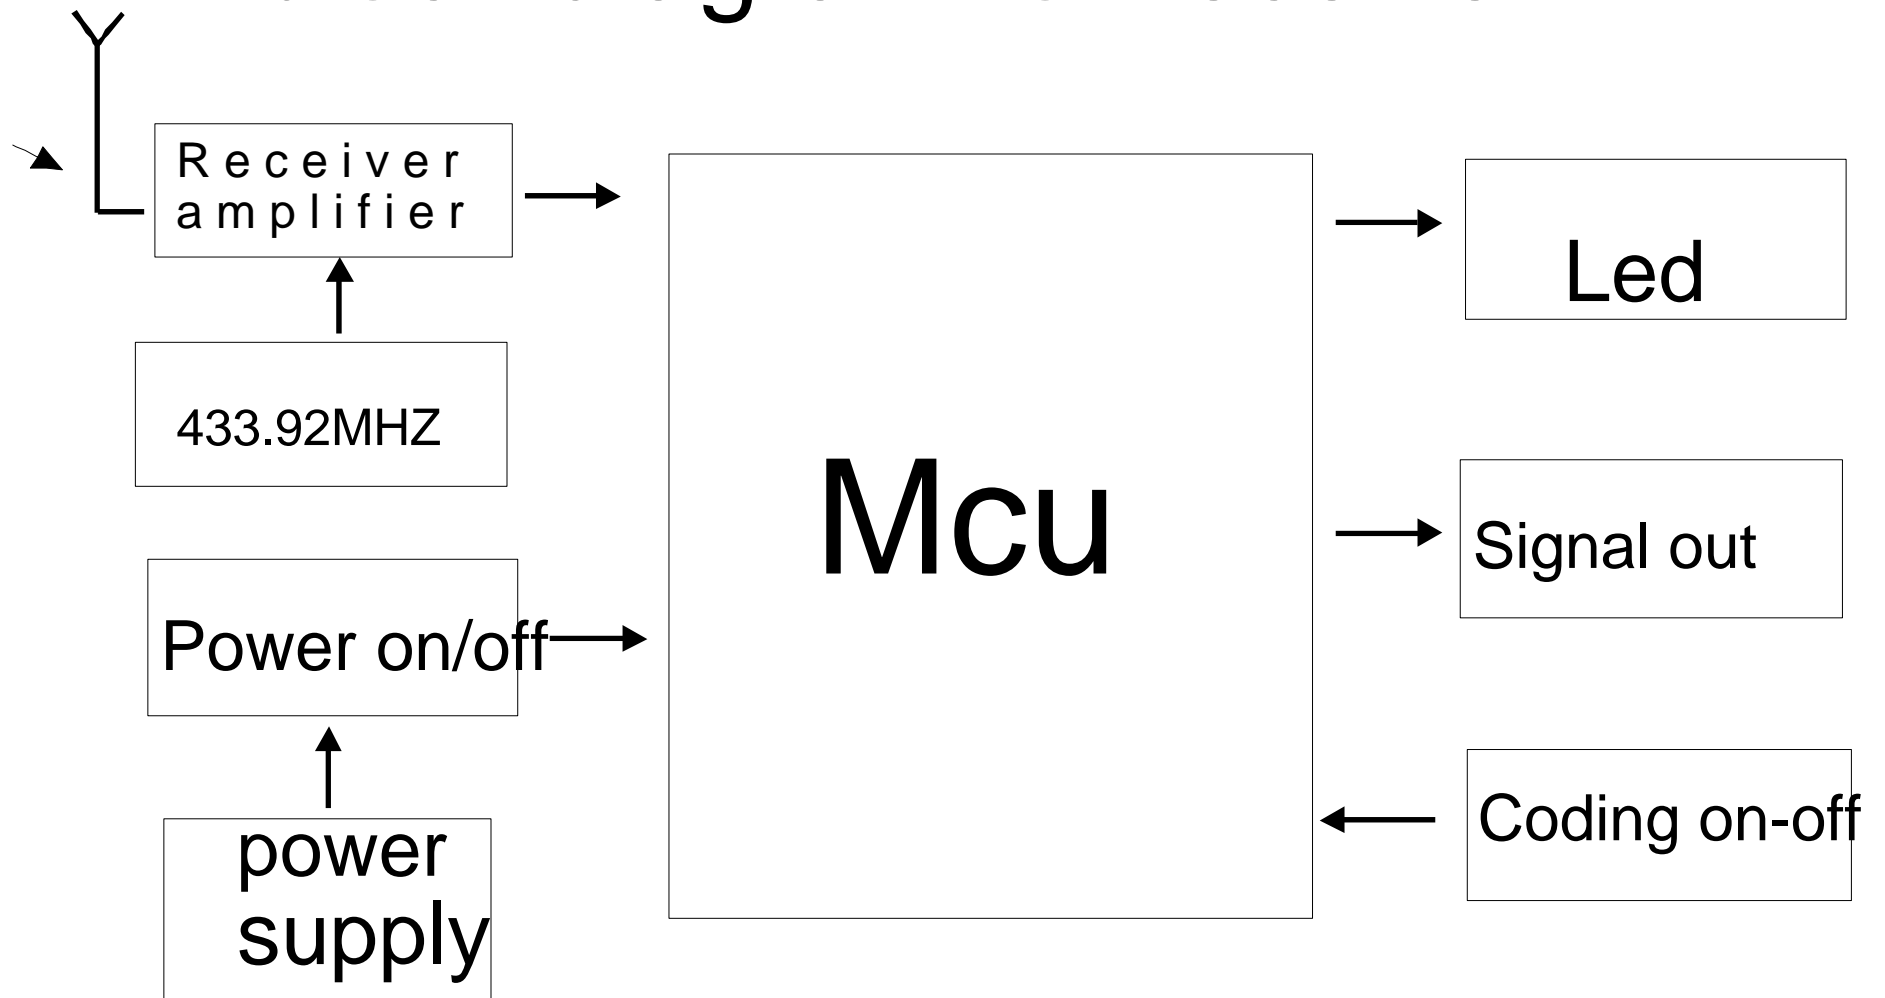 Receiver
amplifier
Led
433.92MHZ
Mcu
Signal out
Power on/off
Coding on-off
power
supply